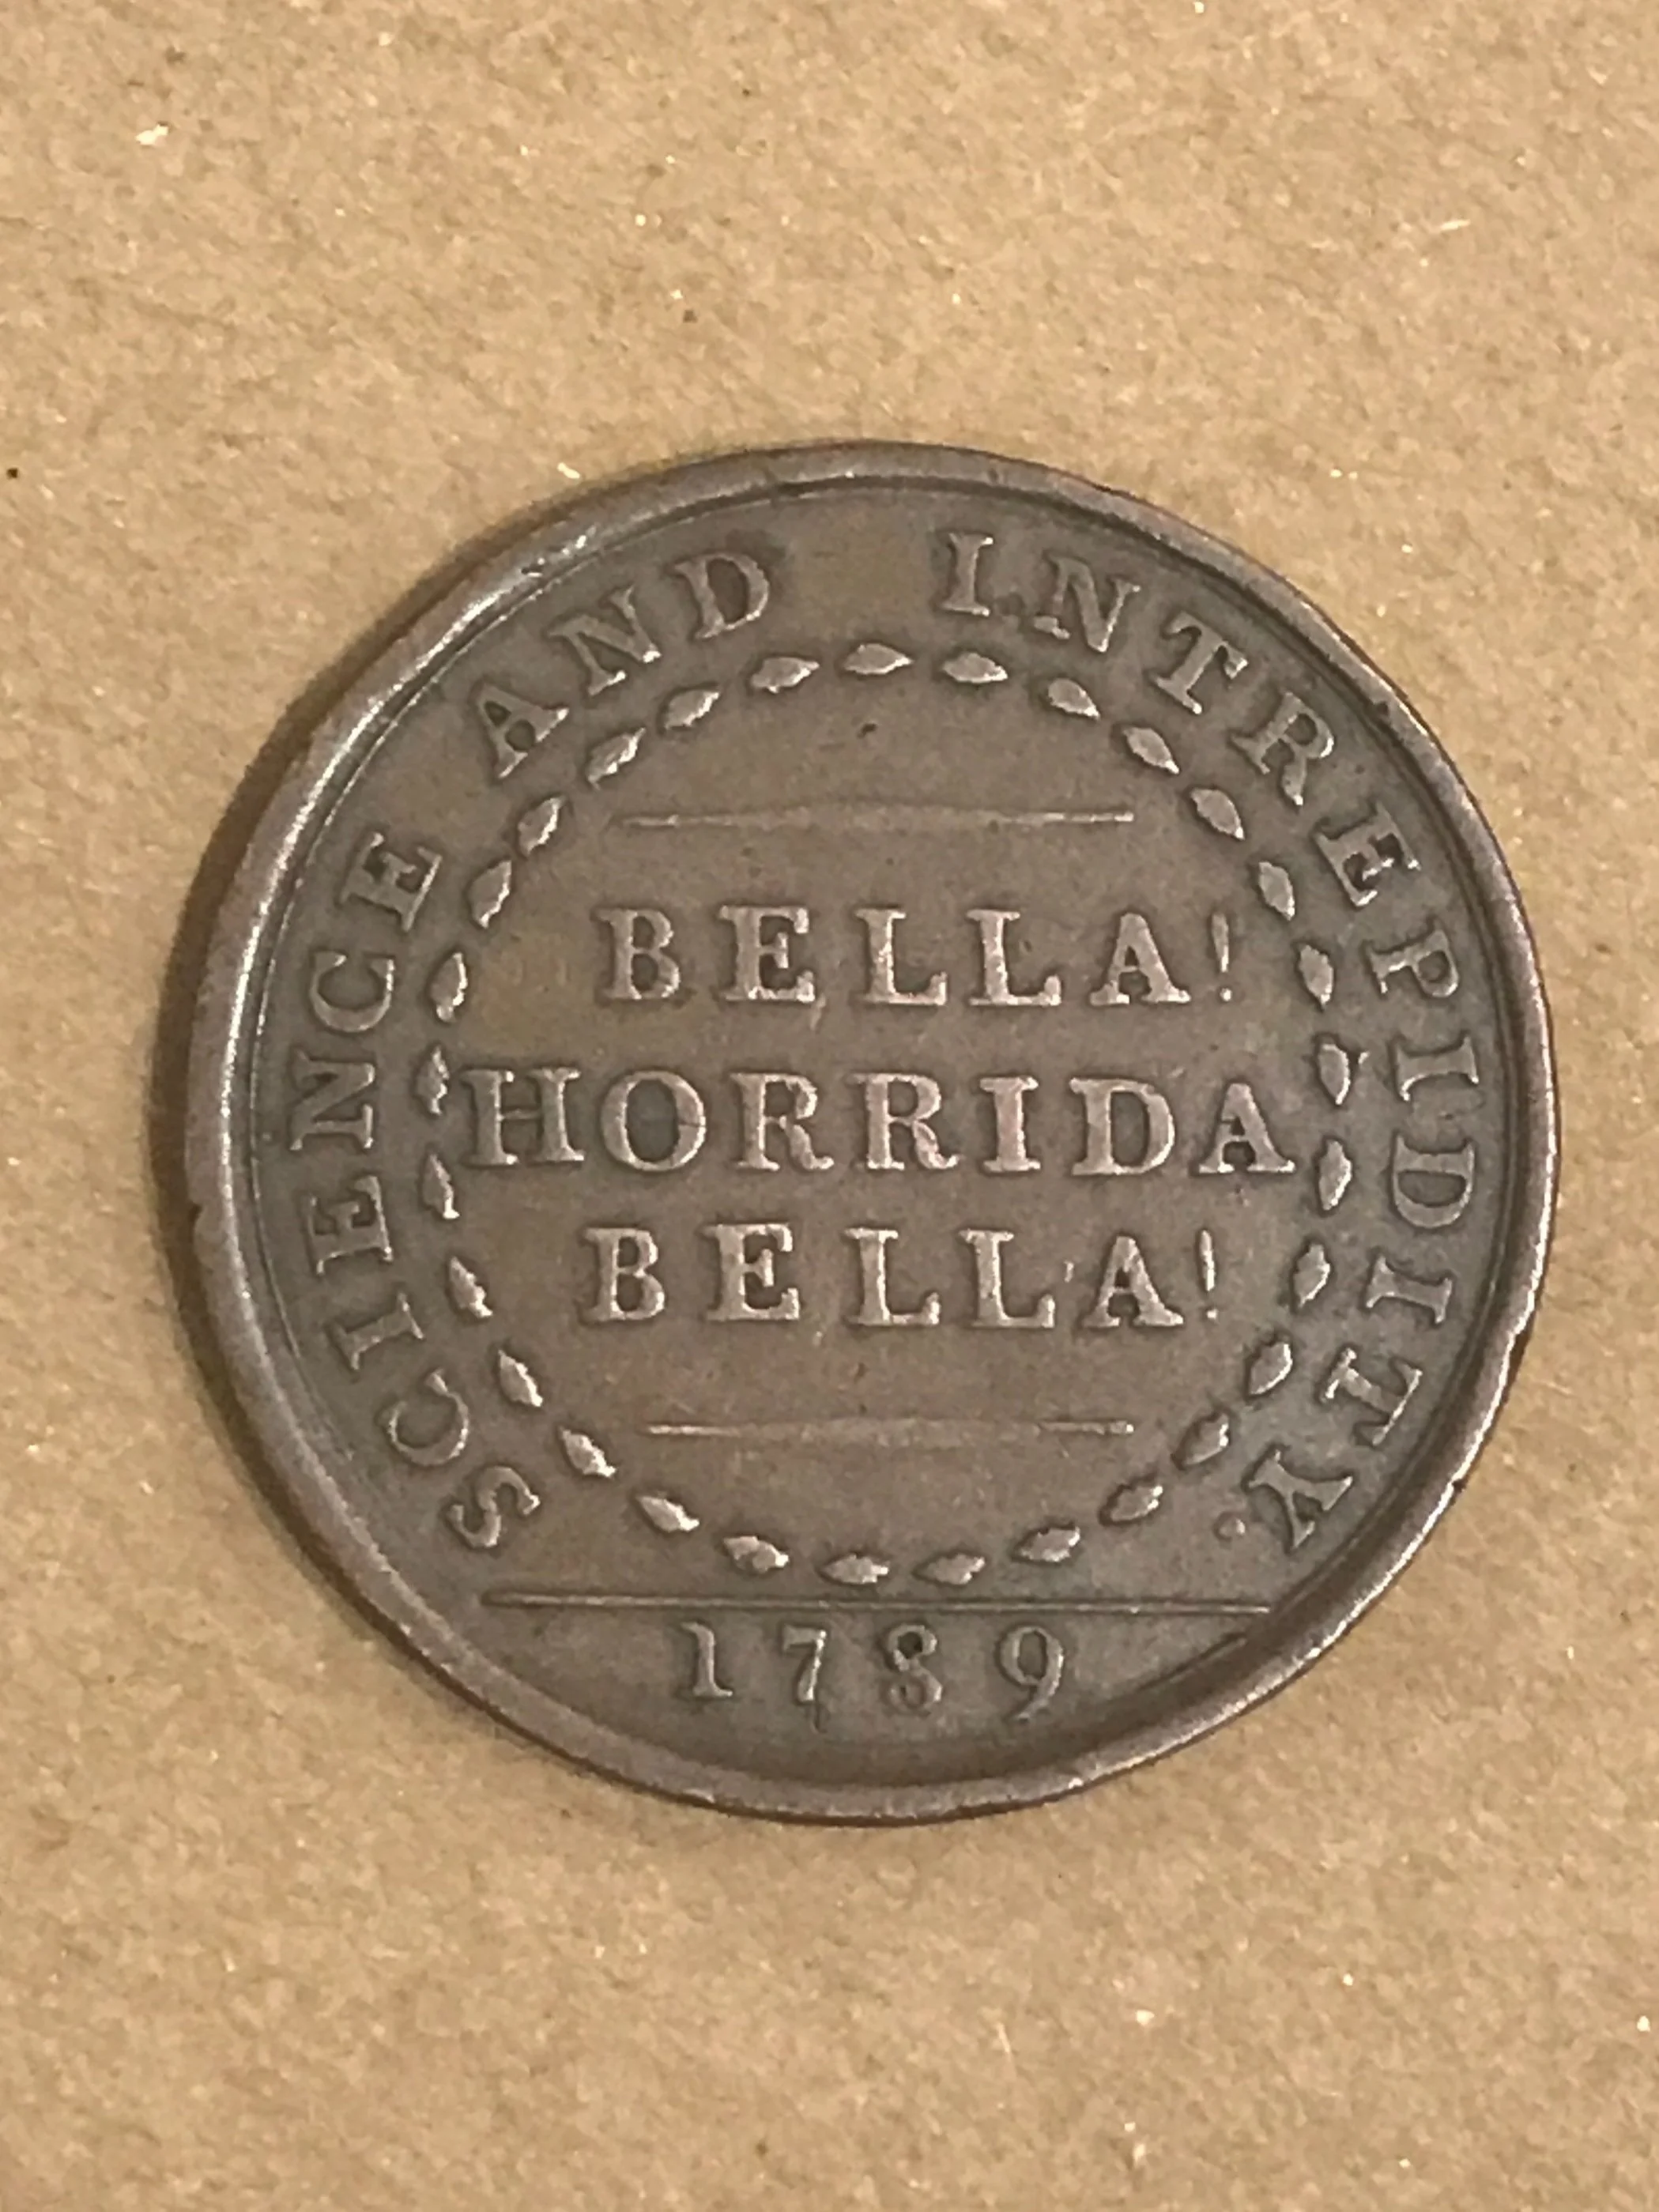 SCIENCE AND INTREPIDITY.
BELLA!
HORRIDA
BELLA!
1789